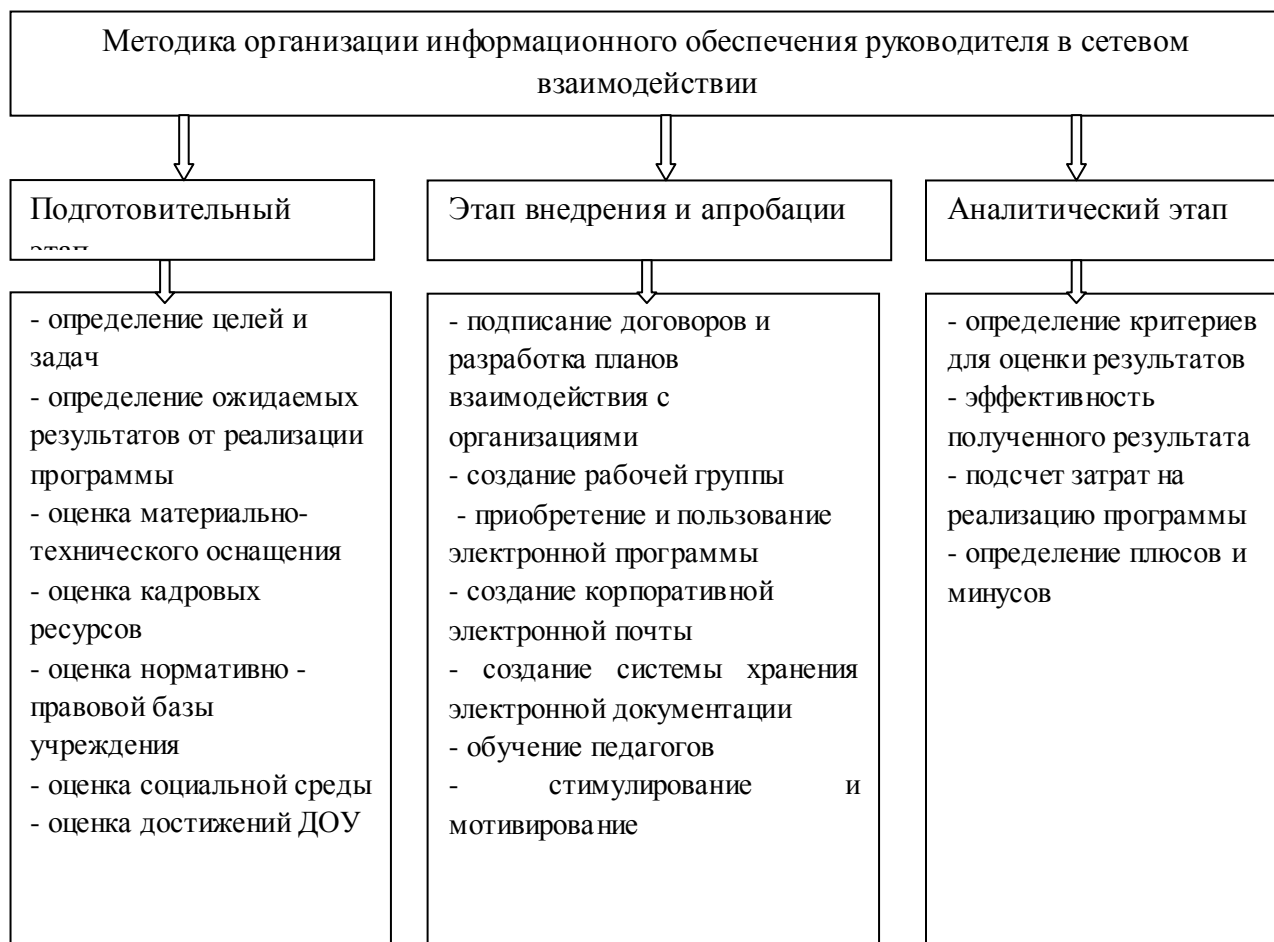 Методика организации информационного обеспечения руководителя в сетевом
взаимодействии
Подготовительный
этап
Этап внедрения и апробации
Аналитический этап
- определение целей и
задач
- определение ожидаемых
результатов от реализации
программы
- оценка материально-
технического оснащения
- оценка кадровых
ресурсов
- оценка нормативно -
правовой базы
учреждения
- оценка социальной среды
- оценка достижений ДОУ
- подписание договоров и
разработка планов
взаимодействия с
организациями
- создание рабочей группы
- приобретение и пользование
электронной программы
- создание корпоративной
электронной почты
- создание системы хранения
электронной документации
- обучение педагогов
- стимулирование и
мотивирование
- определение критериев
для оценки результатов
- эффективность
полученного результата
- подсчет затрат на
реализацию программы
- определение плюсов и
минусов